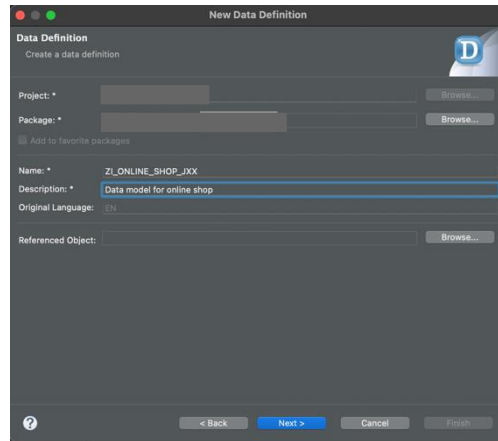 New Data Definition
Data Definition
Create a data definition
D
Project: * Browse...
Package: * Browse...
Add to favorite packages
Name: * ZI_ONLINE_SHOP_JXX
Description: * Data model for online shop
Original Language: EN
Referenced Object: Browse...
? < Back Next > Cancel Finish